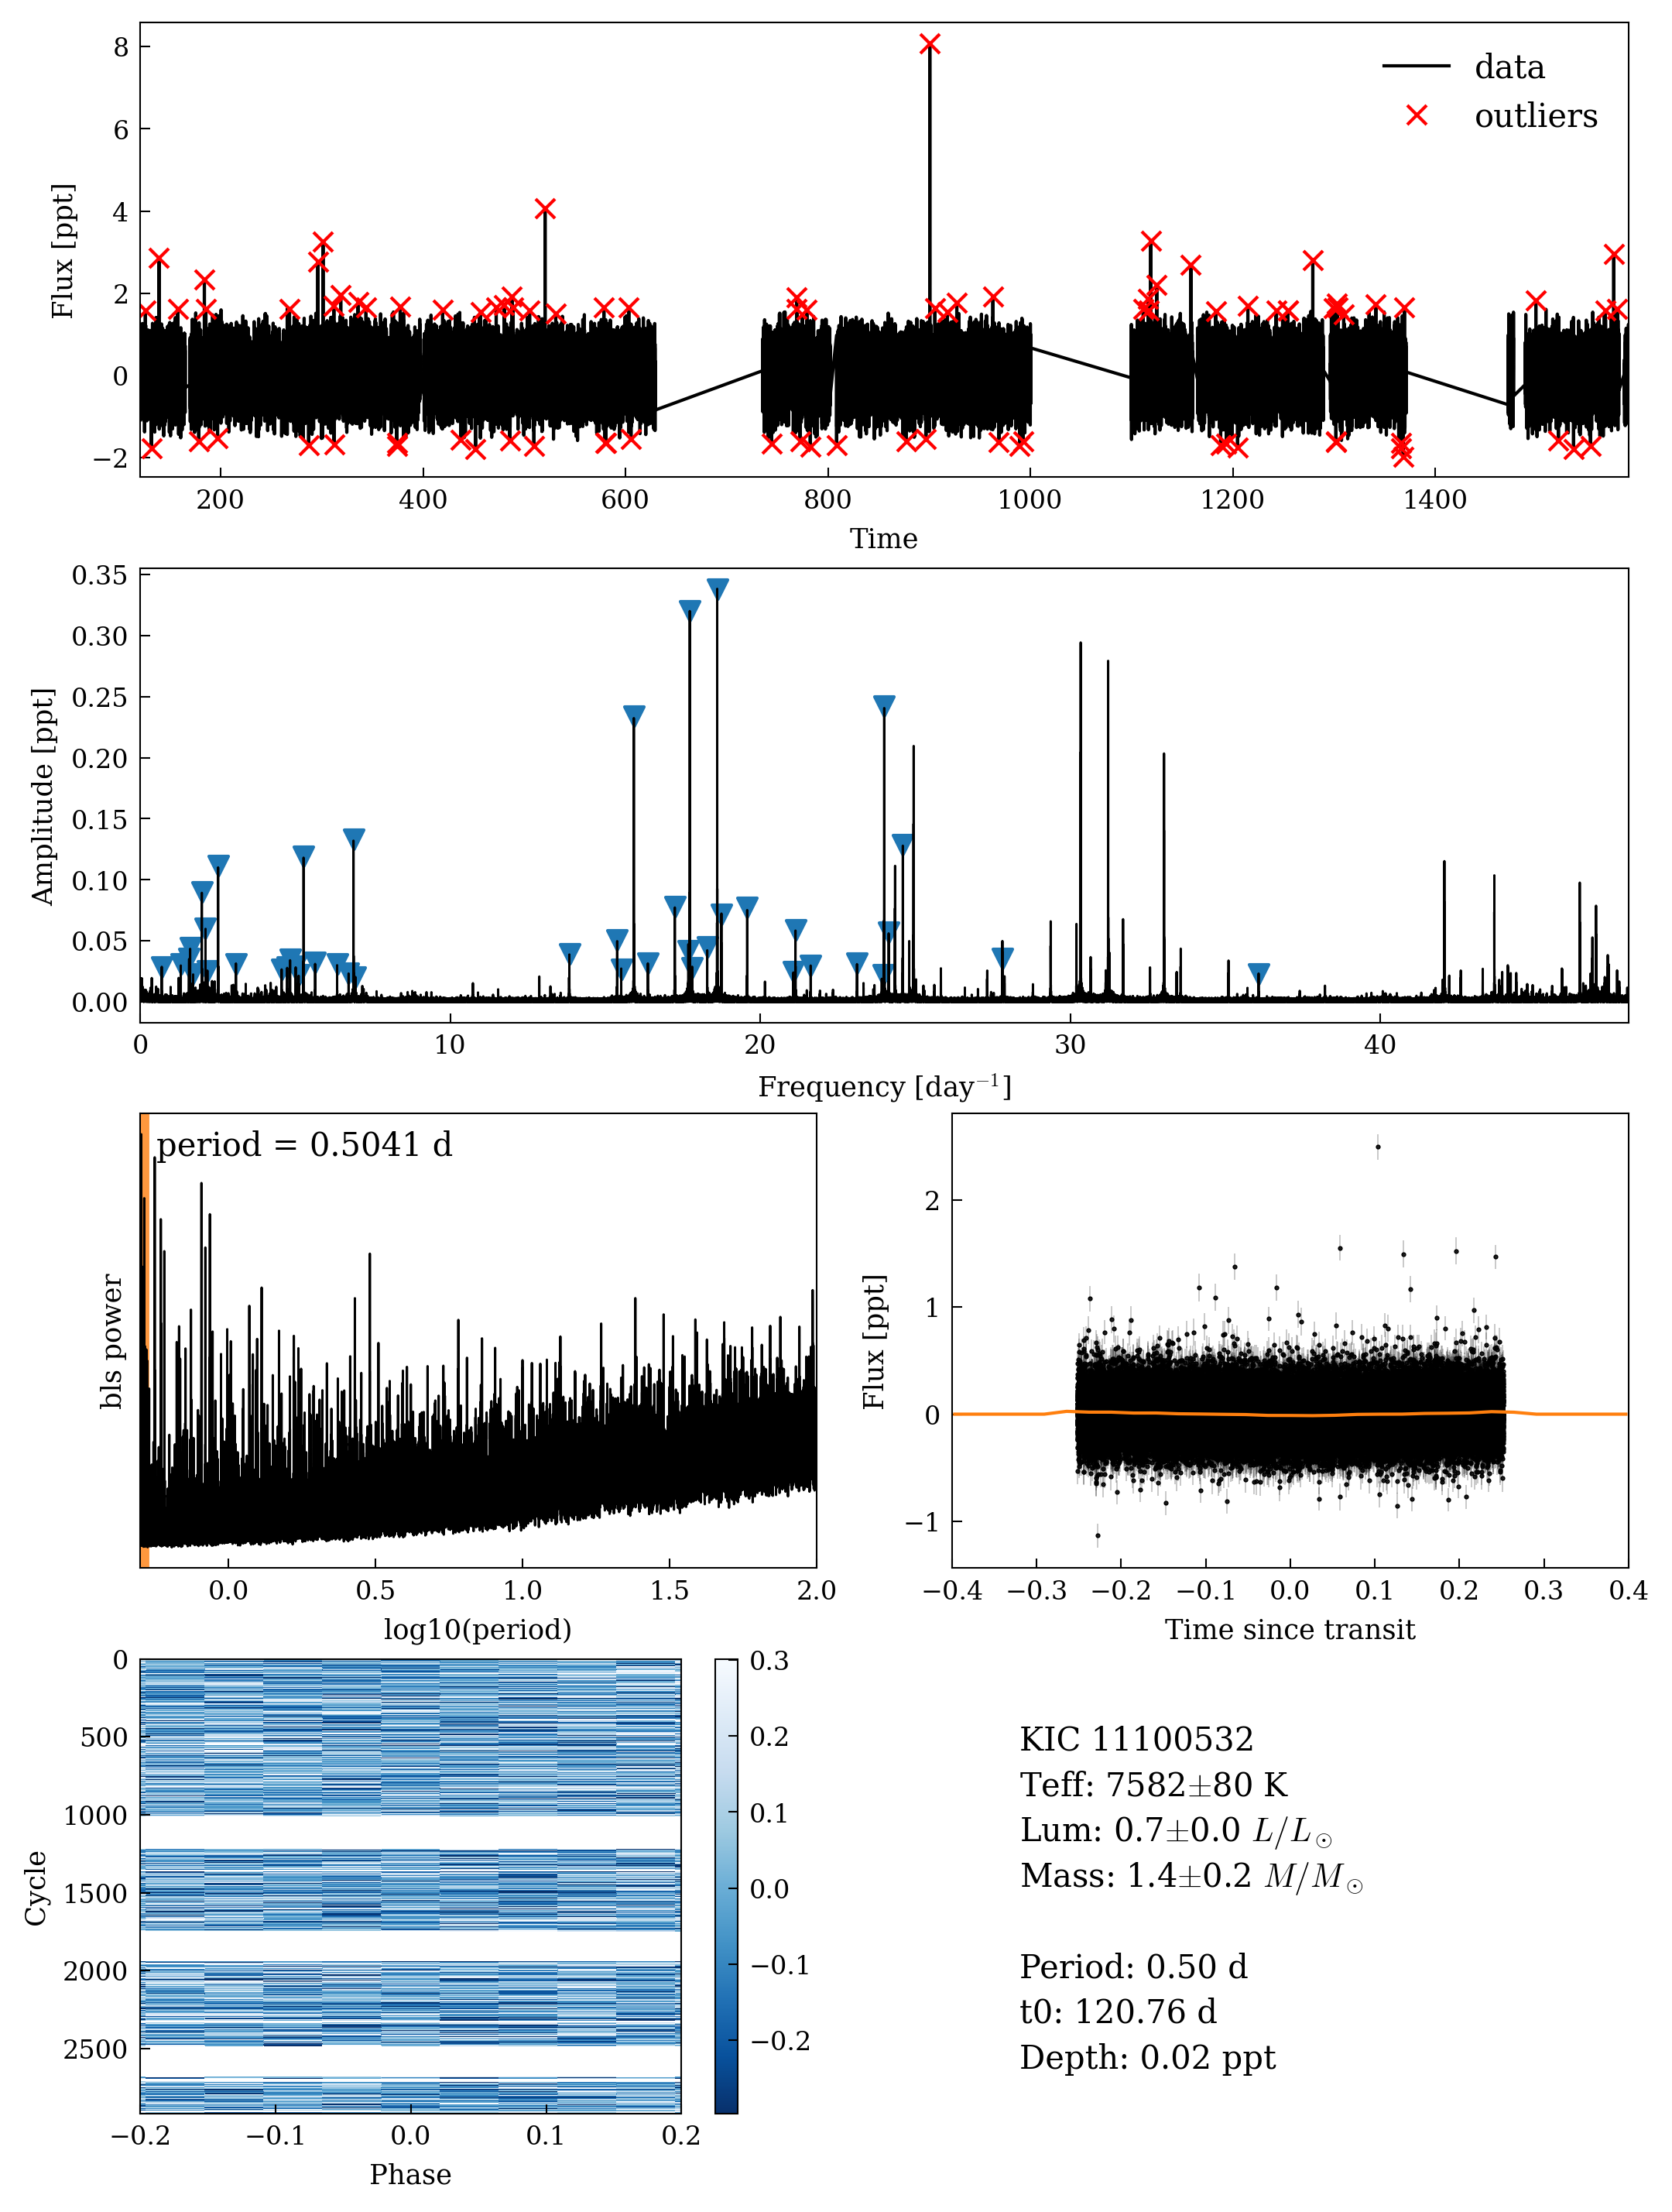 8
6
4
2
0
−2
Flux [ppt]
data
outliers
200 400 600 800 1000 1200 1400
Time
0.35
0.30
0.25
0.20
0.15
0.10
0.05
0.00
Amplitude [ppt]
0 10 20 30 40
Frequency [day⁻¹]
period = 0.5041 d
bls power
0.0 0.5 1.0 1.5 2.0
log10(period)
2
1
0
−1
Flux [ppt]
−0.4 −0.3 −0.2 −0.1 0.0 0.1 0.2 0.3 0.4
Time since transit
0
500
1000
1500
2000
2500
Cycle
−0.2 −0.1 0.0 0.1 0.2
Phase
0.3
0.2
0.1
0.0
−0.1
−0.2
KIC 11100532
Teff: 7582±80 K
Lum: 0.7±0.0 L/L⊙
Mass: 1.4±0.2 M/M⊙
Period: 0.50 d
t0: 120.76 d
Depth: 0.02 ppt